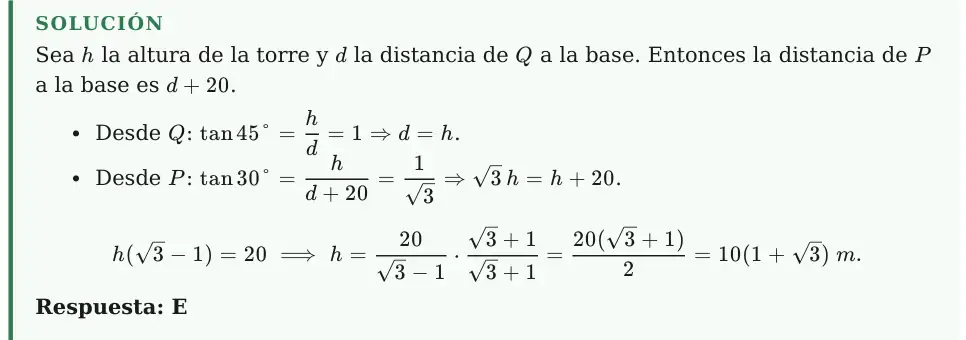 SOLUCIÓN
Sea h la altura de la torre y d la distancia de Q a la base. Entonces la distancia de P
a la base es d + 20.
• Desde Q: tan 45° = h/d = 1 ⇒ d = h.
• Desde P: tan 30° = h/(d + 20) = 1/√3 ⇒ √3 h = h + 20.
h(√3 − 1) = 20 ⟹ h = 20/(√3 − 1) · (√3 + 1)/(√3 + 1) = 20(√3 + 1)/2 = 10(1 + √3) m.
Respuesta: E